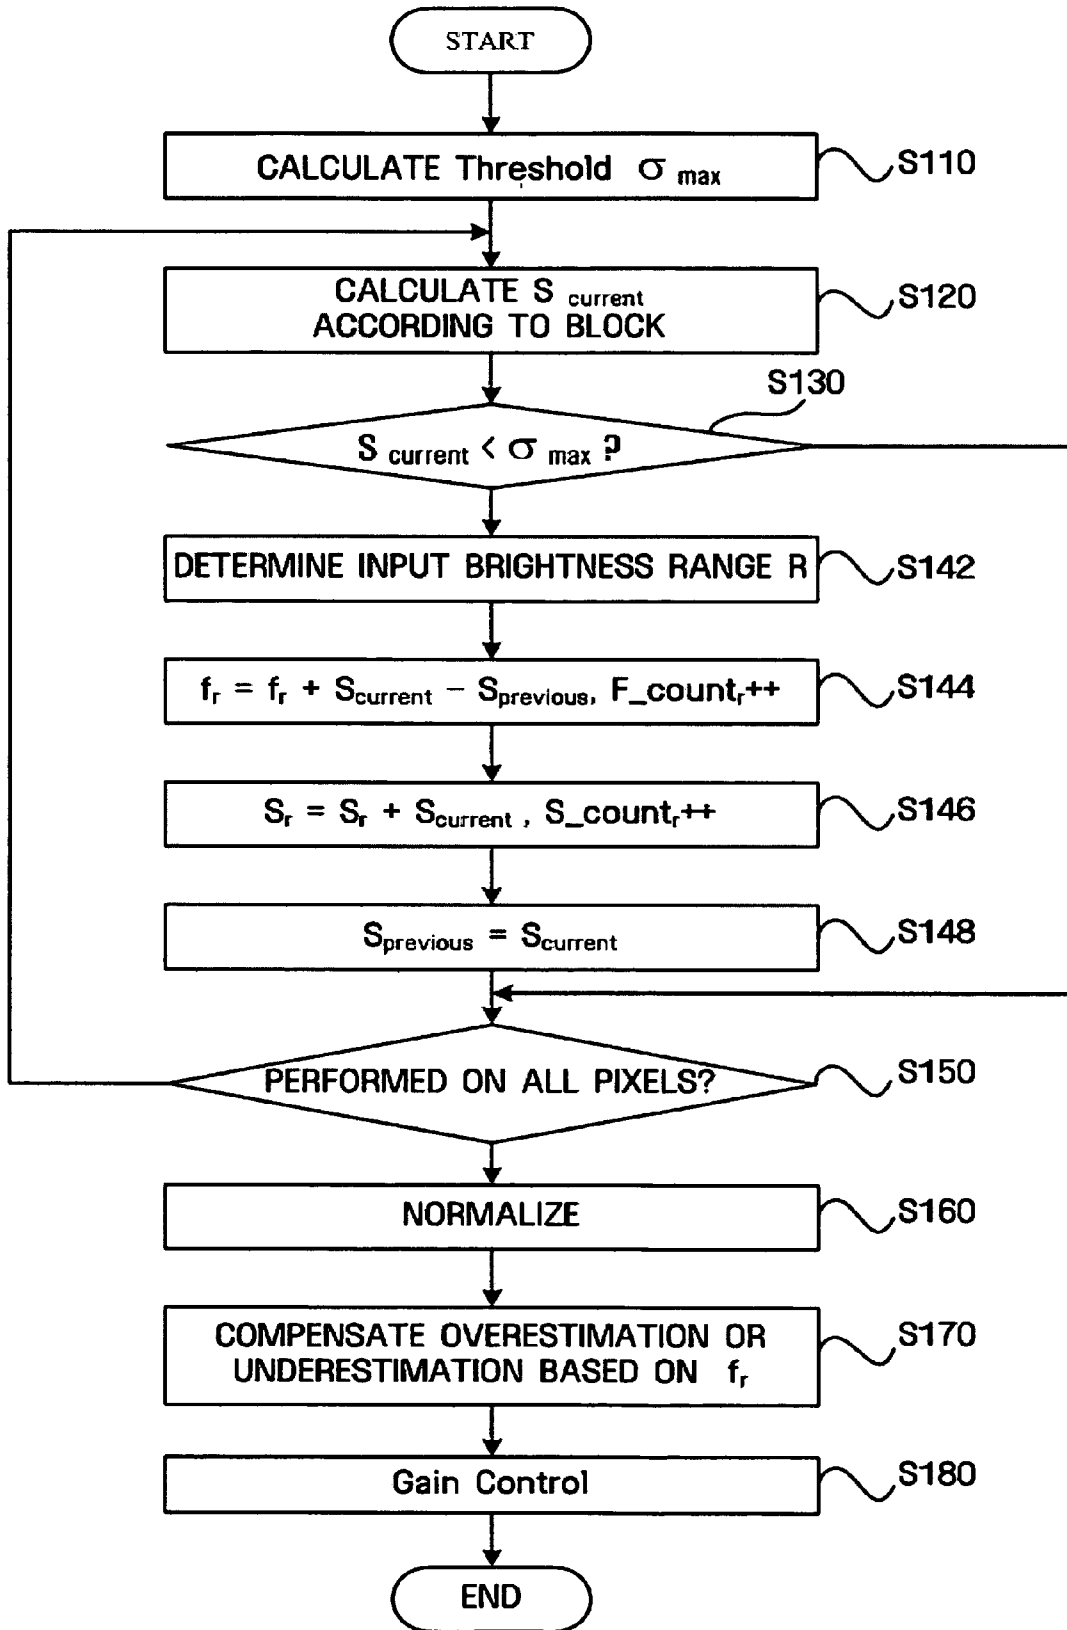 START
CALCULATE Threshold σ max
S110
CALCULATE S current
ACCORDING TO BLOCK
S120
S130
S current < σ max ?
DETERMINE INPUT BRIGHTNESS RANGE R
S142
fr = fr + Scurrent – Sprevious, F_countr++
S144
Sr = Sr + Scurrent , S_countr++
S146
Sprevious = Scurrent
S148
PERFORMED ON ALL PIXELS?
S150
NORMALIZE
S160
COMPENSATE OVERESTIMATION OR
UNDERESTIMATION BASED ON fr
S170
Gain Control
S180
END